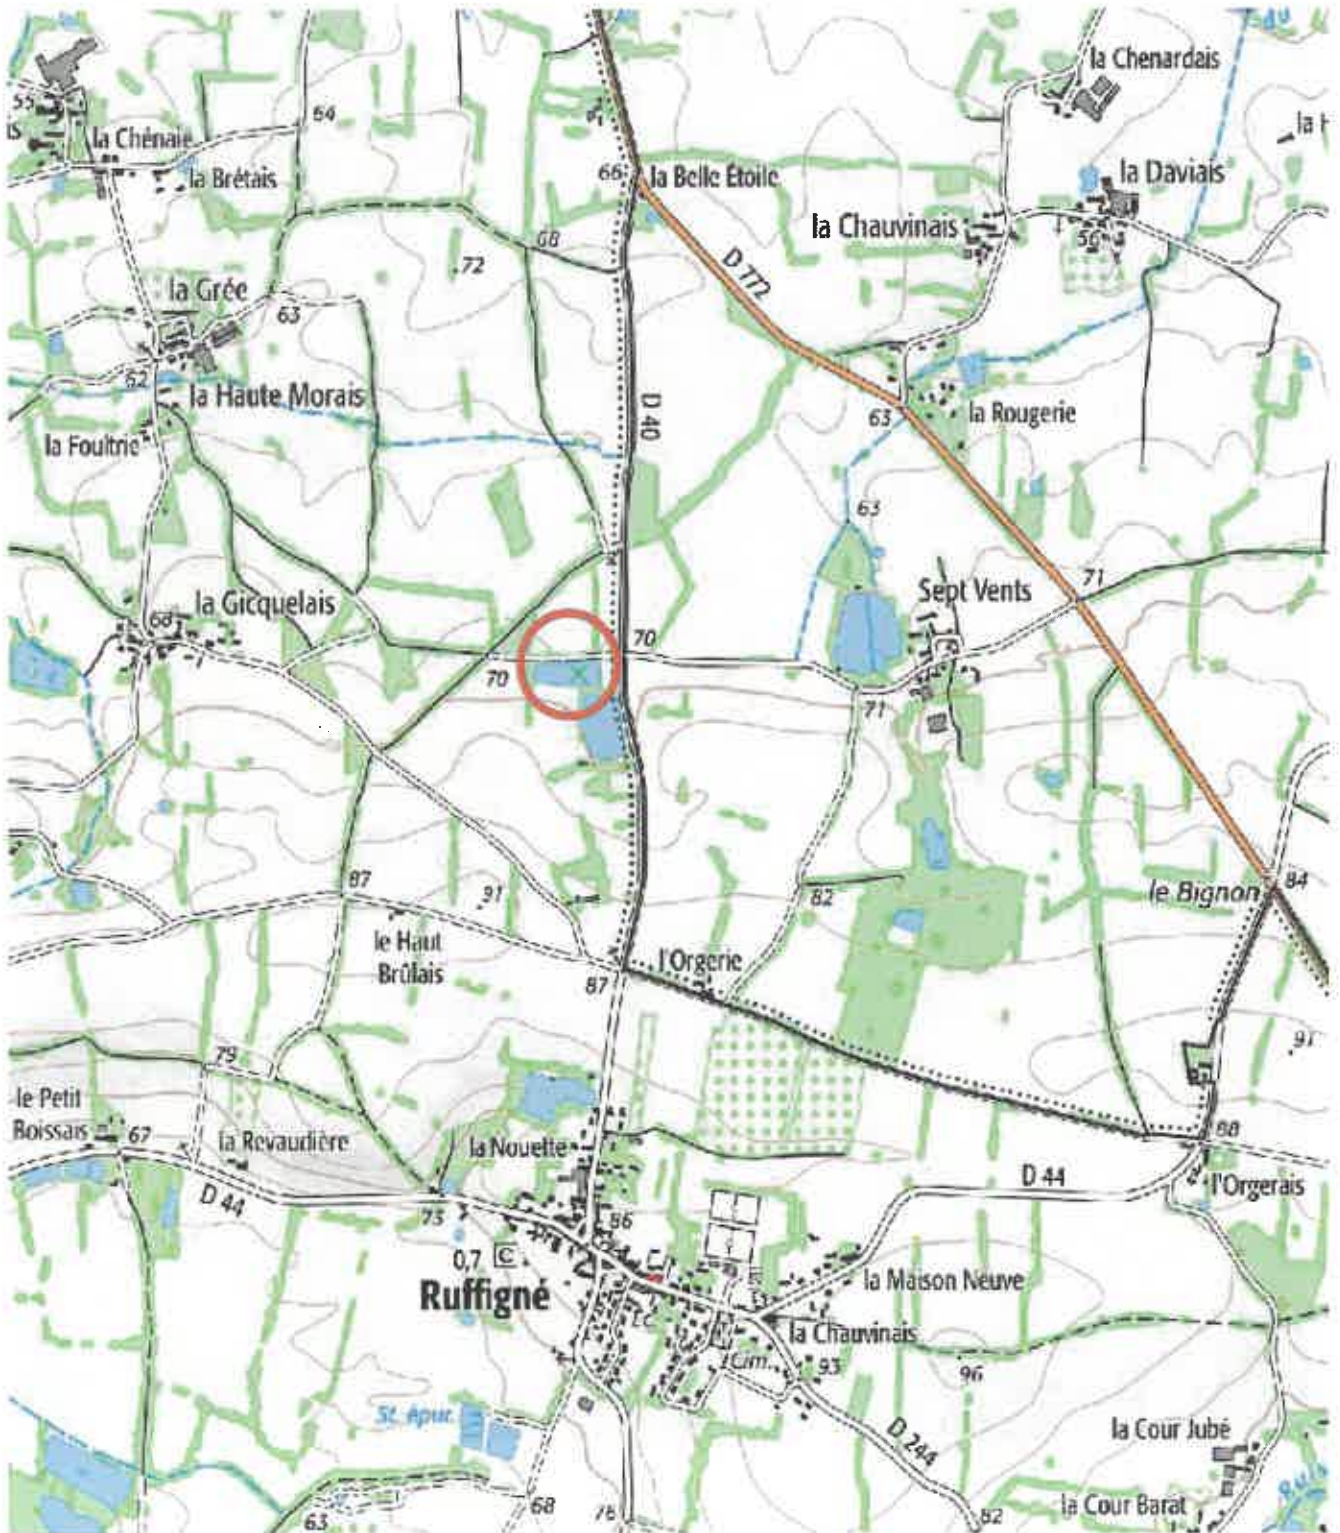 la Chenardais
55
la Chénaie
64
la Brétais
66
la Belle Étoile
la Daviais
la Chauvinais
56
68
72
D 772
la Grée
63
62
la Haute Morais
D 40
63
la Rougerie
la Foultrie
63
71
Sept Vents
la Gicquelais
68
70
70
71
87
91
82
le Bignon
84
le Haut
Brûlais
l'Orgerie
87
91
79
le Petit
Boissais
67
la Revaudière
la Nouette
88
D 44
l'Orgerais
D 44
73
86
0,7 C
la Maison Neuve
Ruffigné
la Chauvinais
Cim.
93
96
St. épur.
la Cour Jubé
D 244
68
76
82
la Cour Barat
63